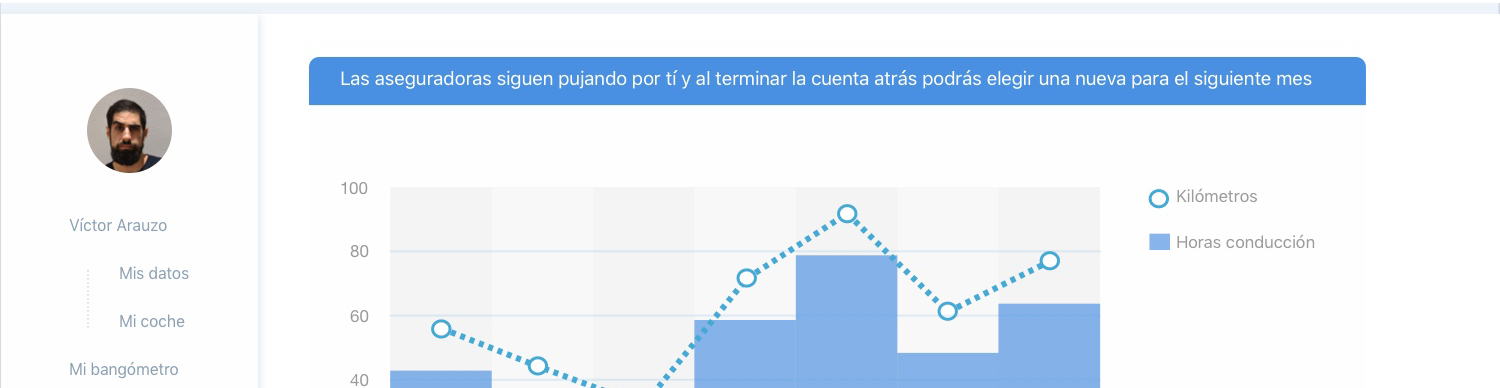 Las aseguradoras siguen pujando por tí y al terminar la cuenta atrás podrás elegir una nueva para el siguiente mes
Víctor Arauzo
Mis datos
Mi coche
Mi bangómetro
100
80
60
40
Kilómetros
Horas conducción